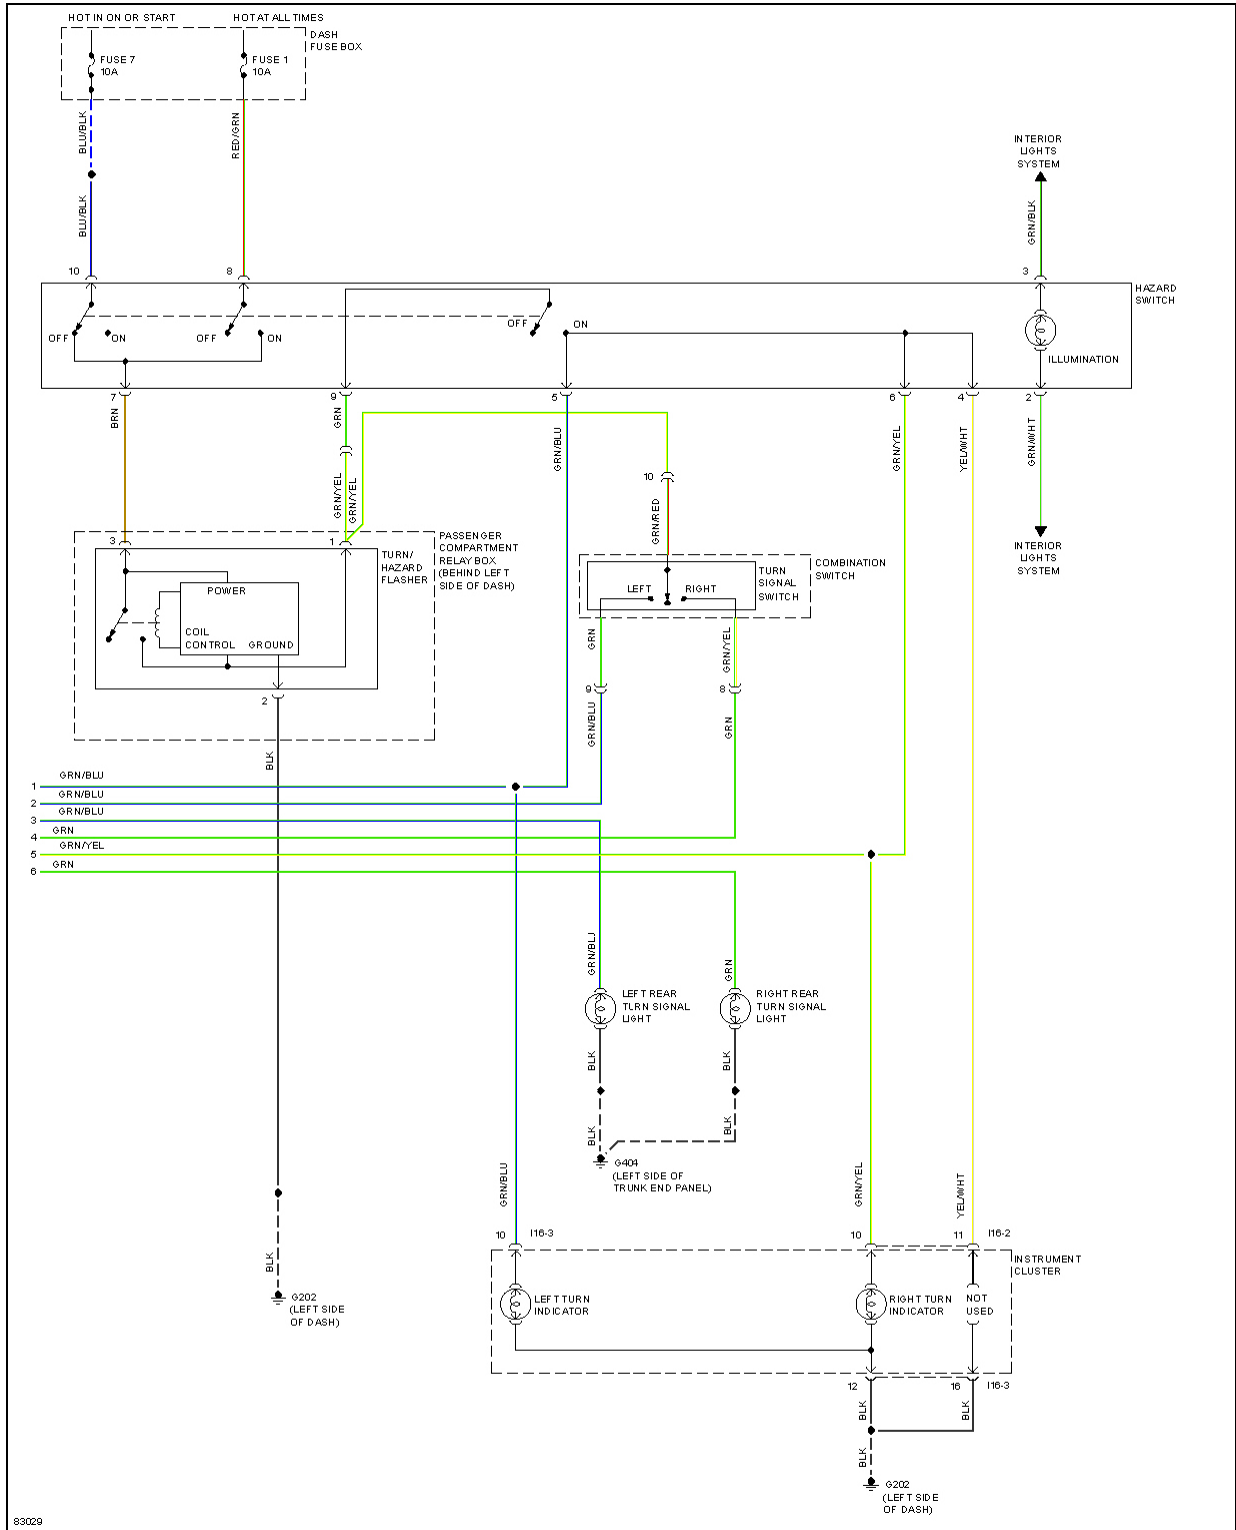 HOT IN ON OR START
HOT AT ALL TIMES
DASH
FUSE BOX
FUSE 7
10A
FUSE 1
10A
BLU/BLK
RED/GRN
BLU/BLK
INTERIOR
LIGHTS
SYSTEM
GRN/BLK
10
8
3
HAZARD
SWITCH
OFF
ON
OFF
ON
OFF
ON
ILLUMINATION
7
9
5
6
4
2
BRN
GRN
GRN/BLU
GRN/YEL
YEL/WHT
GRN/WHT
GRN/YEL
GRN/YEL
10
GRN/RED
3
1
PASSENGER
COMPARTMENT
RELAY BOX
(BEHIND LEFT
SIDE OF DASH)
TURN/
HAZARD
FLASHER
POWER
COIL
CONTROL
GROUND
2
COMBINATION
SWITCH
TURN
SIGNAL
SWITCH
LEFT
RIGHT
INTERIOR
LIGHTS
SYSTEM
GRN
GRN/YEL
9
8
GRN/BLU
GRN
BLK
1
GRN/BLU
2
GRN/BLU
3
GRN/BLU
4
GRN
5
GRN/YEL
6
GRN
GRN/BLU
GRN
LEFT REAR
TURN SIGNAL
LIGHT
RIGHT REAR
TURN SIGNAL
LIGHT
BLK
BLK
BLK
BLK
G404
(LEFT SIDE OF
TRUNK END PANEL)
GRN/BLU
GRN/YEL
YEL/WHT
10
I16-3
10
11
I16-2
INSTRUMENT
CLUSTER
BLK
G202
(LEFT SIDE
OF DASH)
LEFT TURN
INDICATOR
RIGHT TURN
INDICATOR
NOT
USED
12
16
I16-3
BLK
BLK
BLK
G202
(LEFT SIDE
OF DASH)
83029